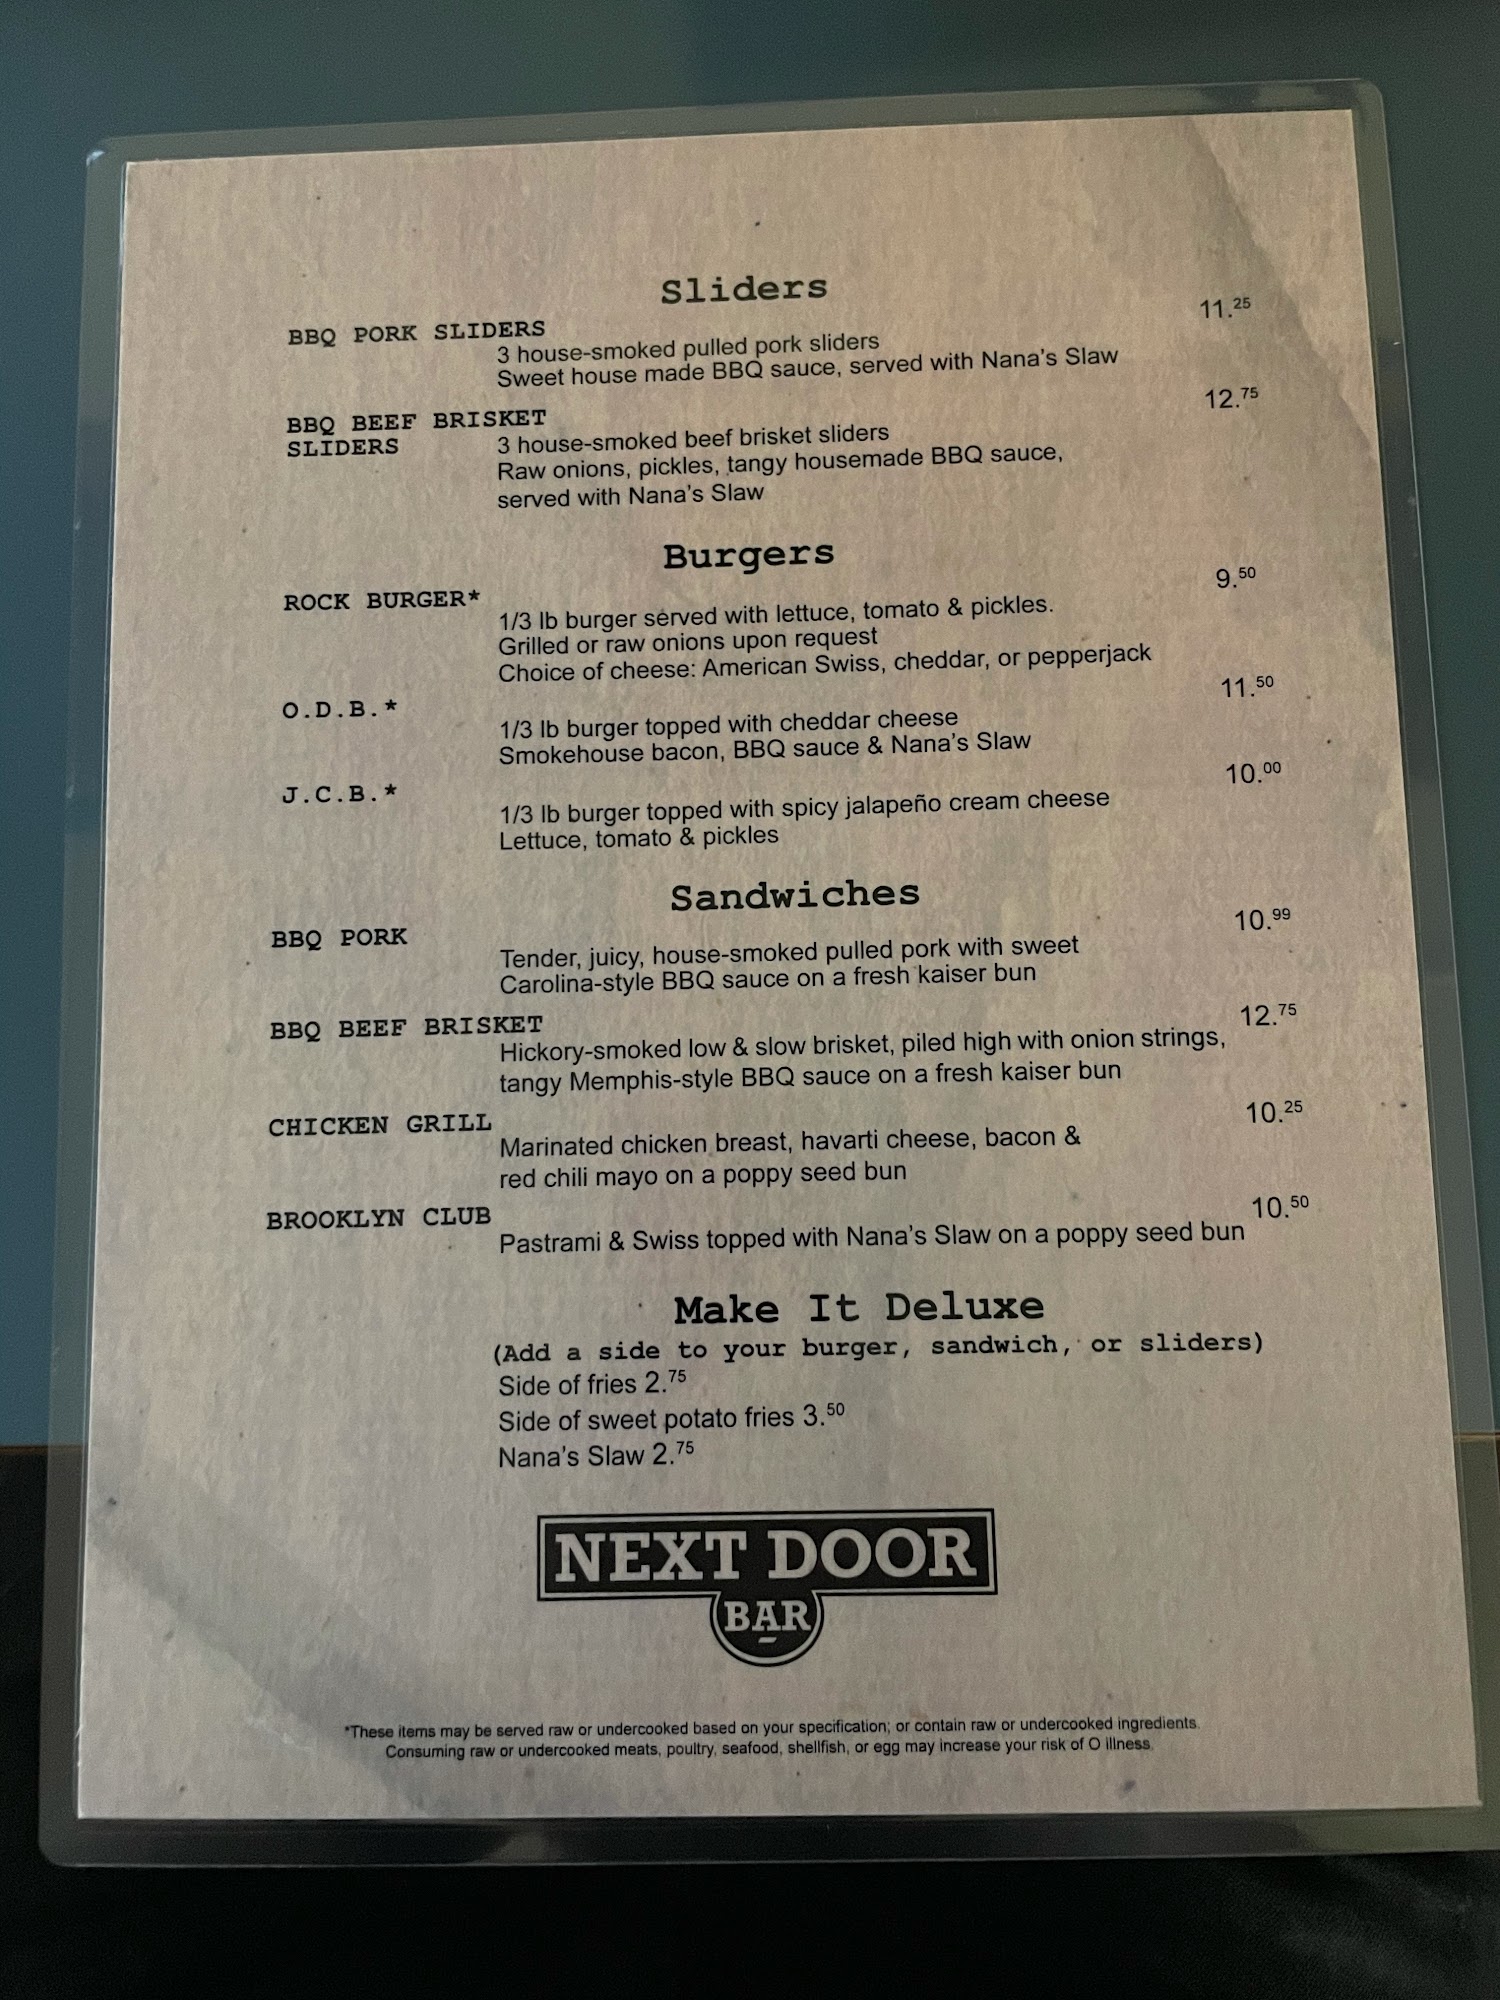 Sliders
BBQ PORK SLIDERS 11.25
3 house-smoked pulled pork sliders
Sweet house made BBQ sauce, served with Nana's Slaw
BBQ BEEF BRISKET 12.75
SLIDERS 3 house-smoked beef brisket sliders
Raw onions, pickles, tangy housemade BBQ sauce,
served with Nana's Slaw
Burgers
ROCK BURGER* 9.50
1/3 lb burger served with lettuce, tomato & pickles.
Grilled or raw onions upon request
Choice of cheese: American Swiss, cheddar, or pepperjack
O.D.B.* 11.50
1/3 lb burger topped with cheddar cheese
Smokehouse bacon, BBQ sauce & Nana's Slaw
J.C.B.* 10.00
1/3 lb burger topped with spicy jalapeño cream cheese
Lettuce, tomato & pickles
Sandwiches
BBQ PORK 10.99
Tender, juicy, house-smoked pulled pork with sweet
Carolina-style BBQ sauce on a fresh kaiser bun
BBQ BEEF BRISKET 12.75
Hickory-smoked low & slow brisket, piled high with onion strings,
tangy Memphis-style BBQ sauce on a fresh kaiser bun
CHICKEN GRILL 10.25
Marinated chicken breast, havarti cheese, bacon &
red chili mayo on a poppy seed bun
BROOKLYN CLUB 10.50
Pastrami & Swiss topped with Nana's Slaw on a poppy seed bun
Make It Deluxe
(Add a side to your burger, sandwich, or sliders)
Side of fries 2.75
Side of sweet potato fries 3.50
Nana's Slaw 2.75
NEXT DOOR
BAR
*These items may be served raw or undercooked based on your specification; or contain raw or undercooked ingredients.
Consuming raw or undercooked meats, poultry, seafood, shellfish, or egg may increase your risk of O illness.